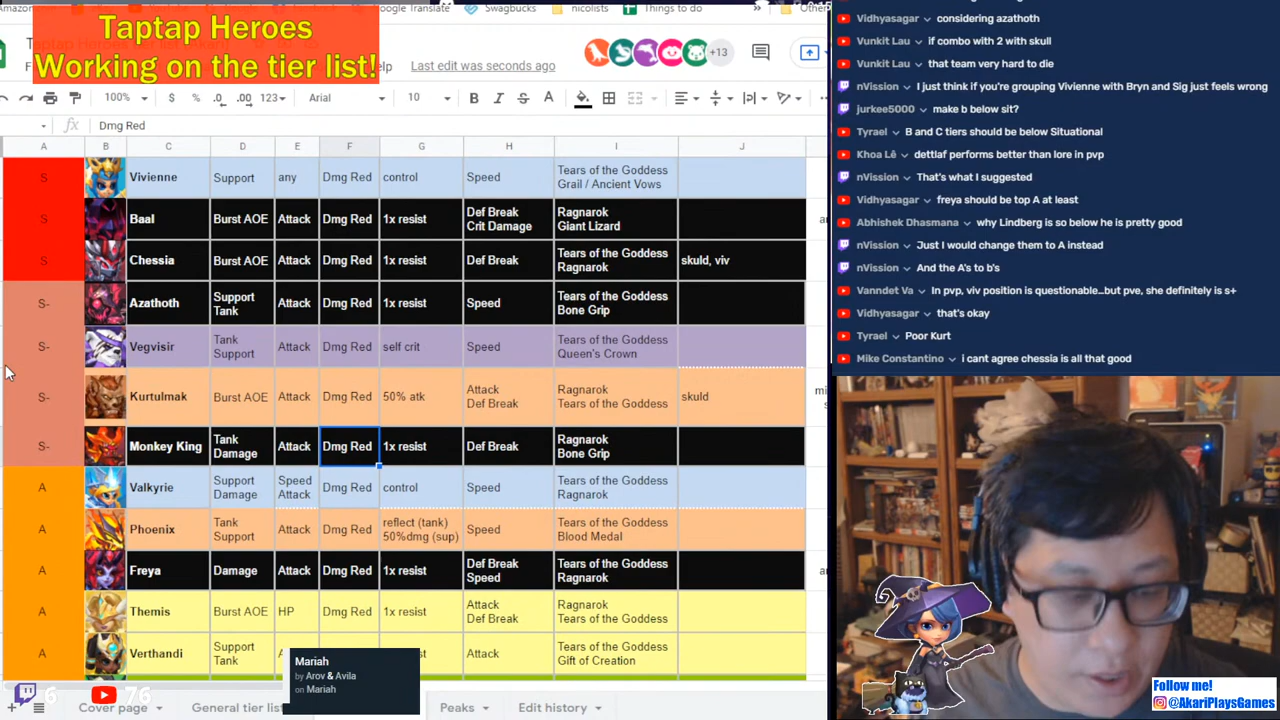 Taptap Heroes
Working on the tier list!
Translate
Swagbucks
nicolists
Things to do
+13
Last edit was seconds ago
100%
$
%
.0
.00
123
Arial
10
B
I
S
A
fx
Dmg Red
A B C D E F G H I J
S Vivienne Support any Dmg Red control Speed Tears of the Goddess
Grail / Ancient Vows
S Baal Burst AOE Attack Dmg Red 1x resist Def Break
Crit Damage Ragnarok
Giant Lizard
S Chessia Burst AOE Attack Dmg Red 1x resist Def Break Tears of the Goddess
Ragnarok skuld, viv
S- Azathoth Support
Tank Attack Dmg Red 1x resist Speed Tears of the Goddess
Bone Grip
S- Vegvisir Tank
Support Attack Dmg Red self crit Speed Tears of the Goddess
Queen's Crown
S- Kurtulmak Burst AOE Attack Dmg Red 50% atk Attack
Def Break Ragnarok
Tears of the Goddess skuld
S- Monkey King Tank
Damage Attack Dmg Red 1x resist Def Break Ragnarok
Bone Grip
A Valkyrie Support
Damage Speed
Attack Dmg Red control Speed Tears of the Goddess
Ragnarok
A Phoenix Tank
Support Attack Dmg Red reflect (tank)
50%dmg (sup) Speed Tears of the Goddess
Blood Medal
A Freya Damage Attack Dmg Red 1x resist Def Break
Speed Tears of the Goddess
Ragnarok
A Themis Burst AOE HP Dmg Red 1x resist Attack
Def Break Ragnarok
Tears of the Goddess
A Verthandi Support
Tank Attack Tears of the Goddess
Gift of Creation
Mariah
by Arov & Avila
on Mariah
6
76
Cover page
General tier list
Peaks
Edit history
Vidhyasagar considering azathoth
Vunkit Lau if combo with 2 with skull
Vunkit Lau that team very hard to die
nVission I just think if you're grouping Vivienne with Bryn and Sig just feels wrong
jurkee5000 make b below sit?
Tyrael B and C tiers should be below Situational
Khoa Lê dettlaf performs better than lore in pvp
nVission That's what I suggested
Vidhyasagar freya should be top A at least
Abhishek Dhasmana why Lindberg is so below he is pretty good
nVission Just I would change them to A instead
nVission And the A's to b's
Vanndet Va In pvp, viv position is questionable...but pve, she definitely is s+
Vidhyasagar that's okay
Tyrael Poor Kurt
Mike Constantino i cant agree chessia is all that good
Follow me!
@AkariPlaysGames